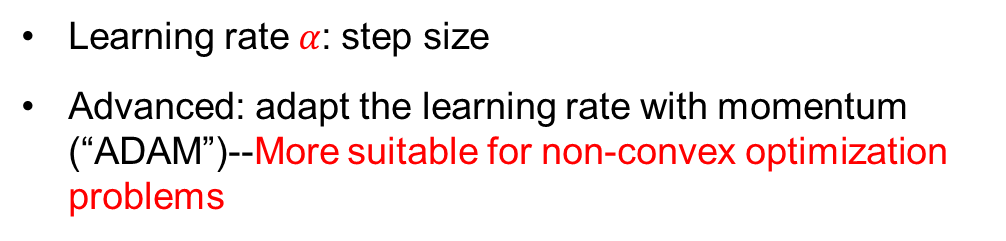 • Learning rate α: step size
• Advanced: adapt the learning rate with momentum
(“ADAM”)--More suitable for non-convex optimization
problems